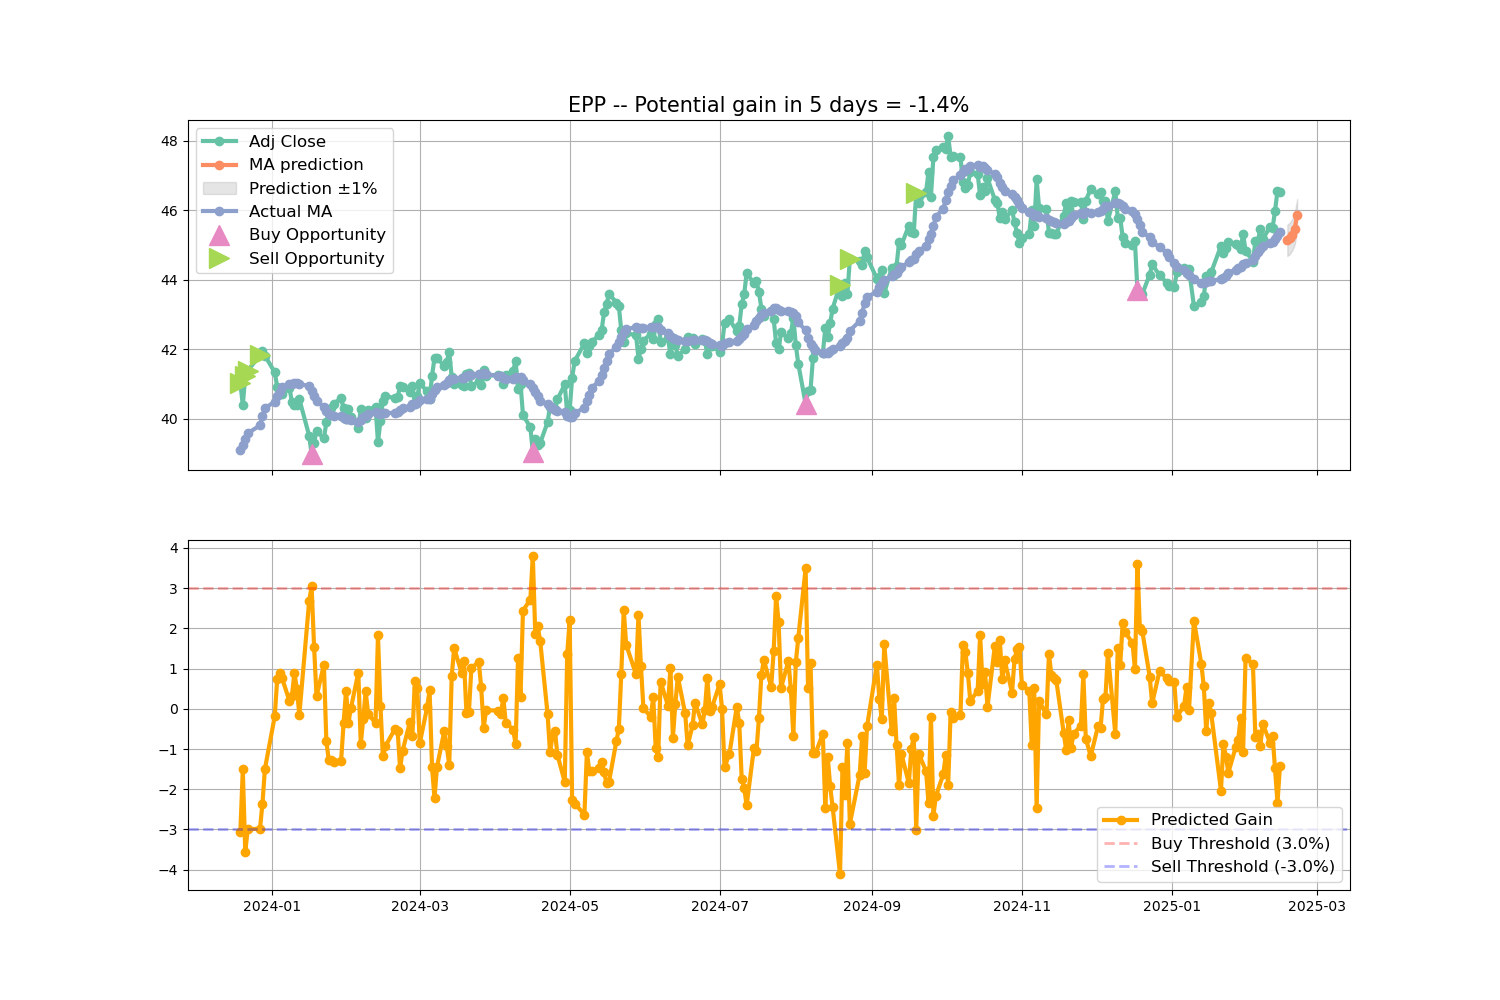 EPP -- Potential gain in 5 days = -1.4%
48
46
44
42
40
Adj Close
MA prediction
Prediction ±1%
Actual MA
Buy Opportunity
Sell Opportunity
4
3
2
1
0
−1
−2
−3
−4
Predicted Gain
Buy Threshold (3.0%)
Sell Threshold (-3.0%)
2024-01 2024-03 2024-05 2024-07 2024-09 2024-11 2025-01 2025-03